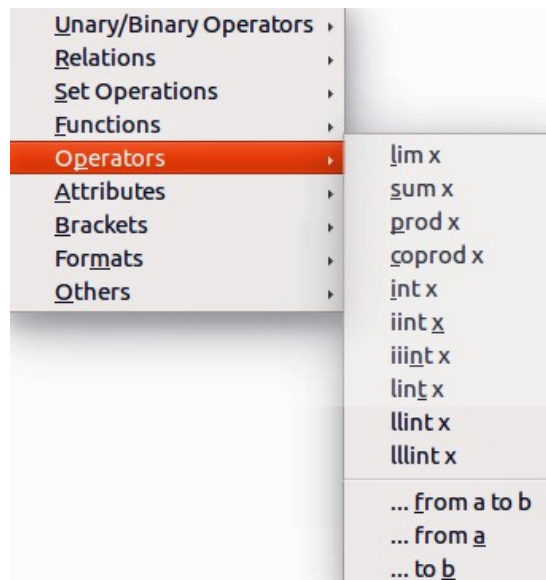 Unary/Binary Operators
Relations
Set Operations
Functions
Operators
Attributes
Brackets
Formats
Others
lim x
sum x
prod x
coprod x
int x
iint x
iiint x
lint x
llint x
lllint x
... from a to b
... from a
... to b